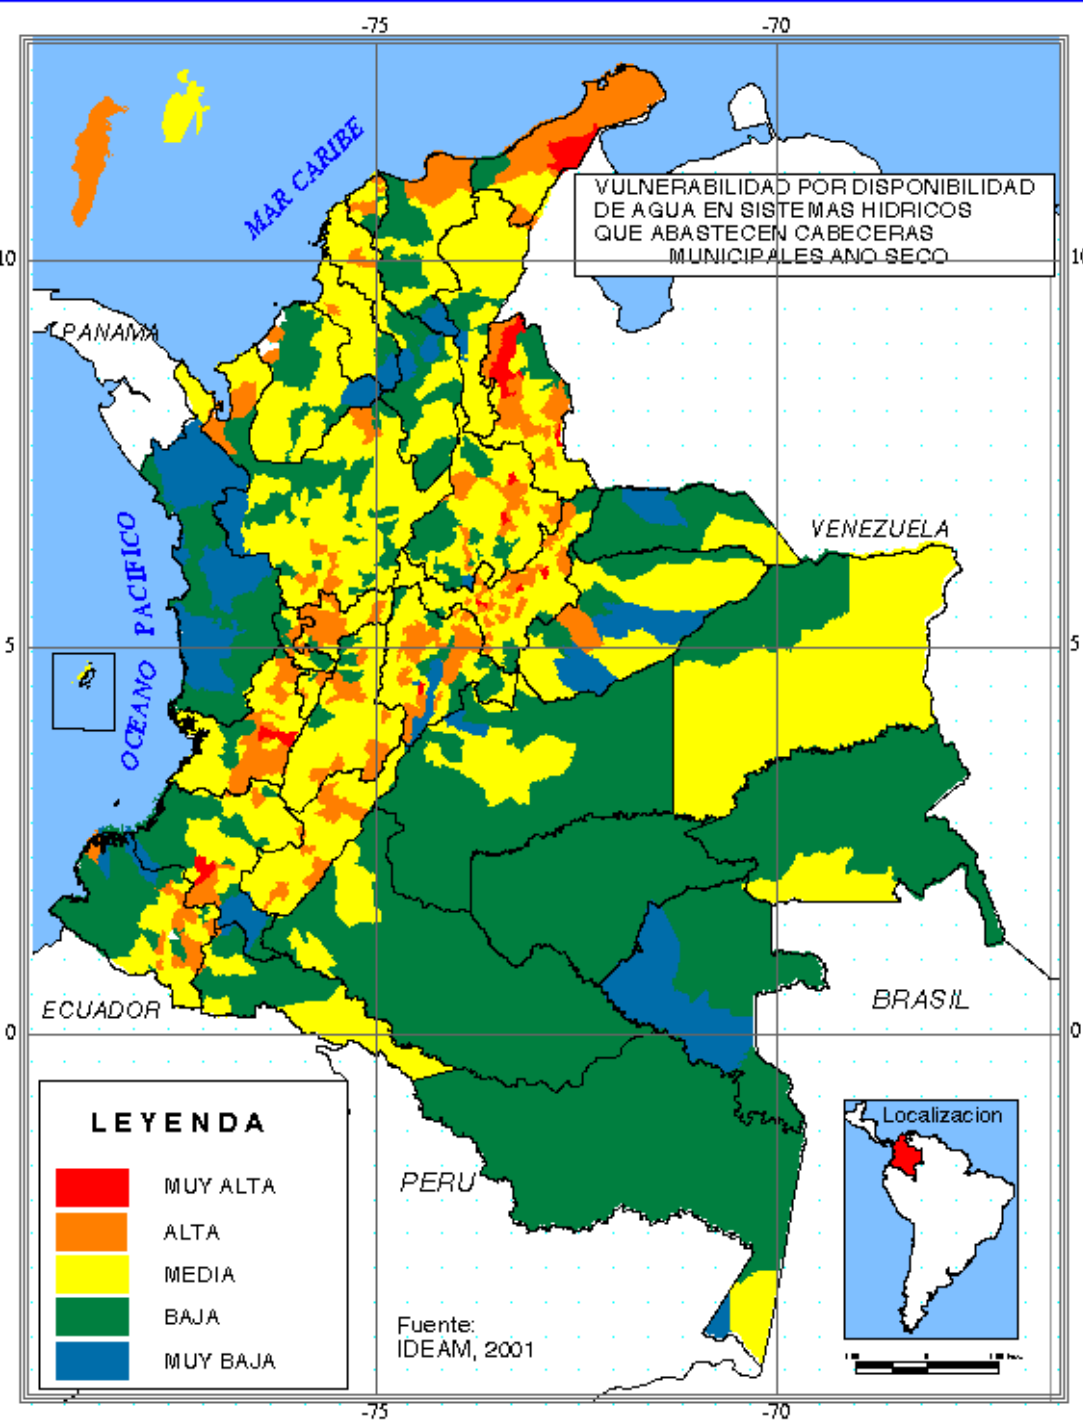 -75 -70
MAR CARIBE
VULNERABILIDAD POR DISPONIBILIDAD
DE AGUA EN SISTEMAS HIDRICOS
QUE ABASTECEN CABECERAS
MUNICIPALES ANO SECO
10
PANAMA
VENEZUELA
OCEANO PACIFICO
5 5
ECUADOR
BRASIL
0 0
LEYENDA
MUY ALTA
ALTA
MEDIA
BAJA
MUY BAJA
PERU
Localizacion
Fuente:
IDEAM, 2001
-75 -70